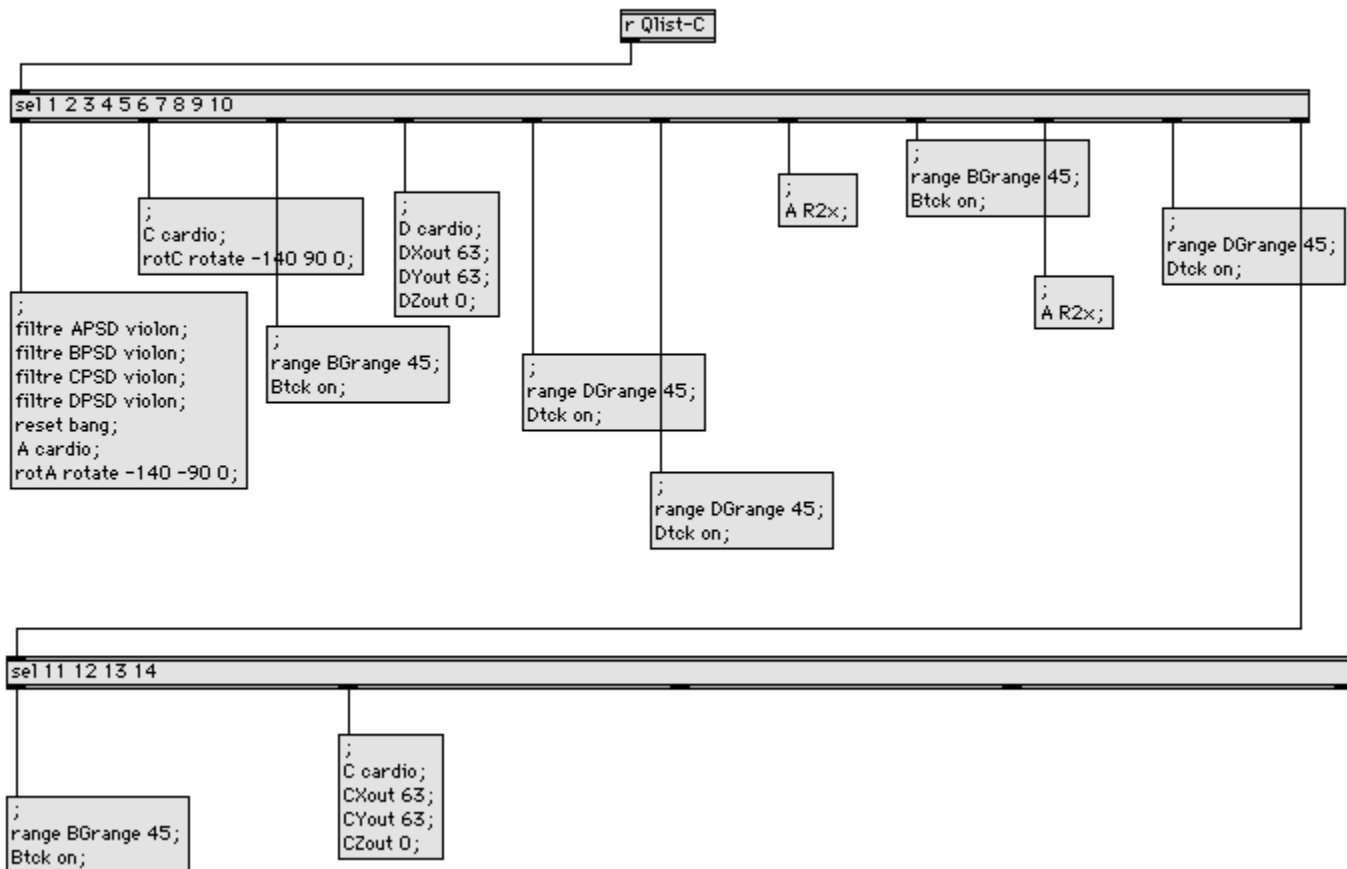 r Qlist-C
sel 1 2 3 4 5 6 7 8 9 10
;
filtre APSD violon;
filtre BPSD violon;
filtre CPSD violon;
filtre DPSD violon;
reset bang;
A cardio;
rotA rotate -140 -90 0;
;
C cardio;
rotC rotate -140 90 0;
;
range BGrange 45;
Btck on;
;
D cardio;
DXout 63;
DYout 63;
DZout 0;
;
range DGrange 45;
Dtck on;
;
range DGrange 45;
Dtck on;
;
A R2x;
;
range BGrange 45;
Btck on;
;
A R2x;
;
range DGrange 45;
Dtck on;
sel 11 12 13 14
;
range BGrange 45;
Btck on;
;
C cardio;
CXout 63;
CYout 63;
CZout 0;